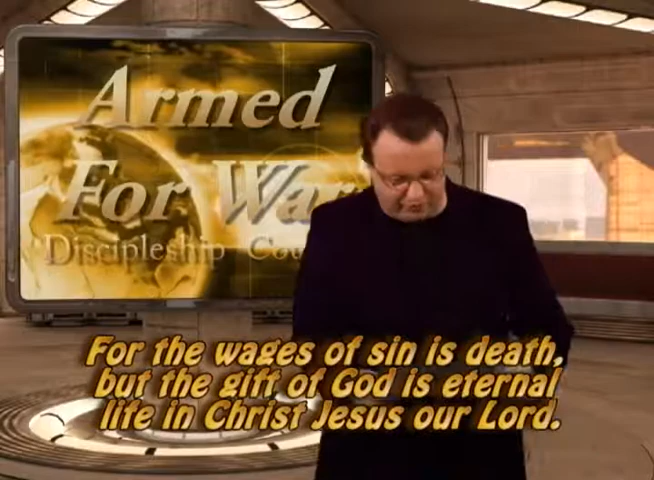 Armed
For War
Discipleship
For the wages of sin is death,
but the gift of God is eternal
life in Christ Jesus our Lord.